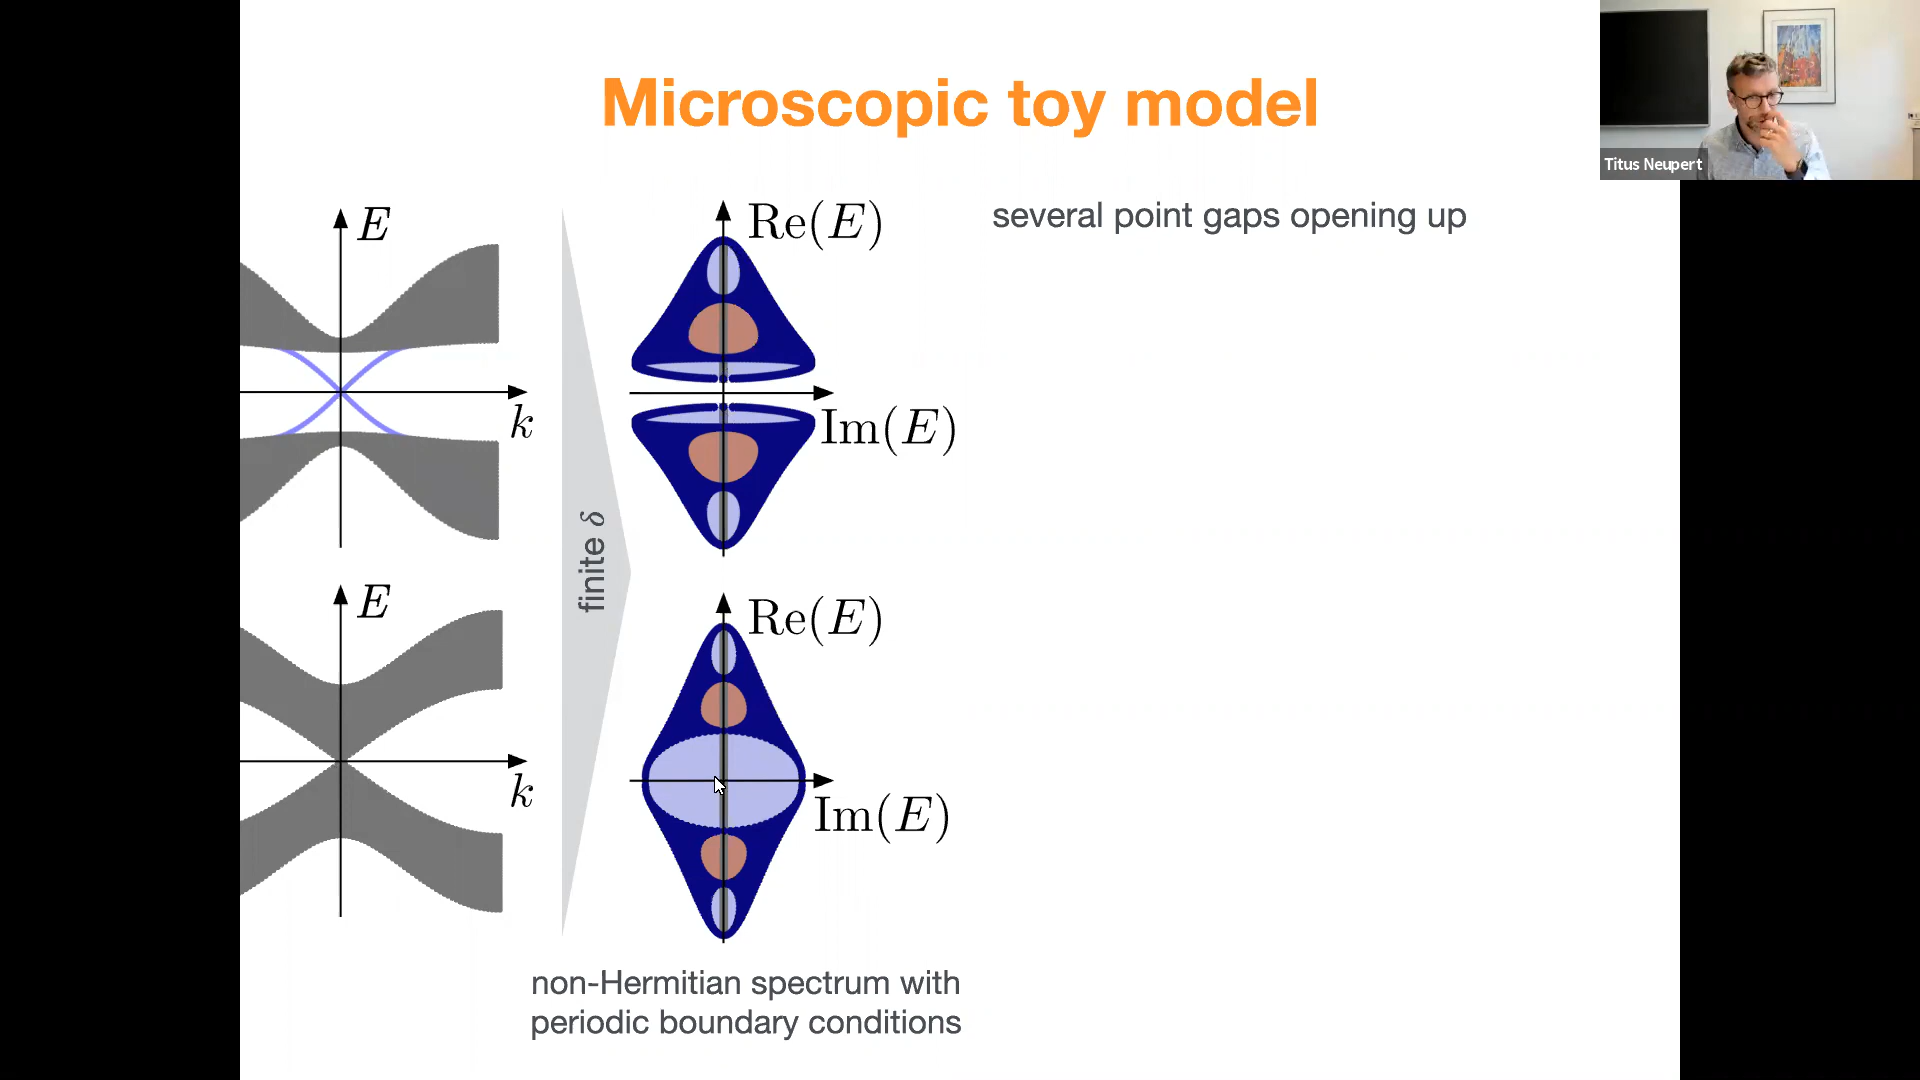 Microscopic toy model
Titus Neupert
E
k
Re(E)
Im(E)
several point gaps opening up
finite δ
E
k
Re(E)
Im(E)
non-Hermitian spectrum with
periodic boundary conditions